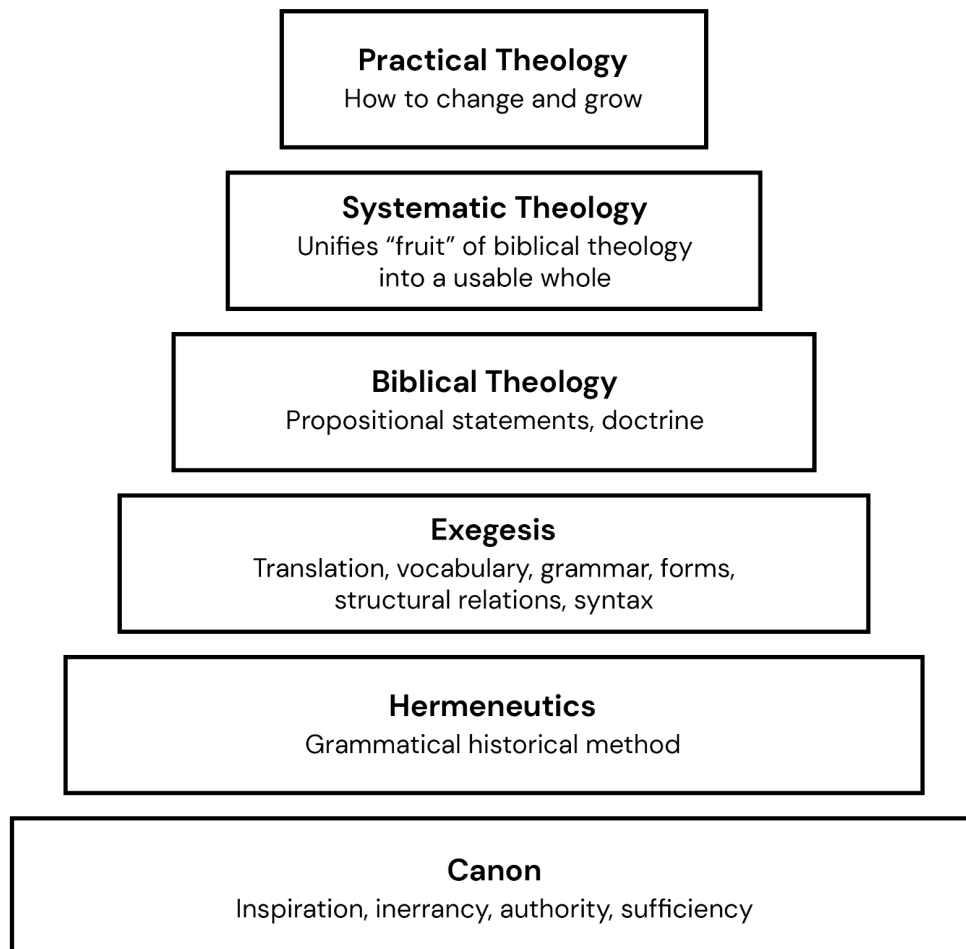 Practical Theology
How to change and grow
Systematic Theology
Unifies “fruit” of biblical theology
into a usable whole
Biblical Theology
Propositional statements, doctrine
Exegesis
Translation, vocabulary, grammar, forms,
structural relations, syntax
Hermeneutics
Grammatical historical method
Canon
Inspiration, inerrancy, authority, sufficiency